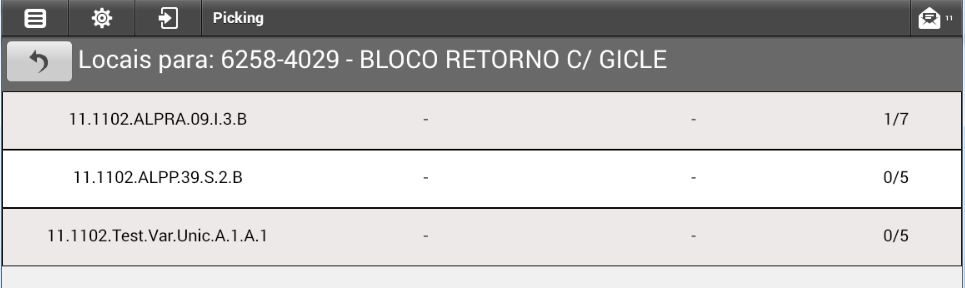 Picking
11
Locais para: 6258-4029 - BLOCO RETORNO C/ GICLE
11.1102.ALPRA.09.I.3.B - - 1/7
11.1102.ALPP.39.S.2.B - - 0/5
11.1102.Test.Var.Unic.A.1.A.1 - - 0/5